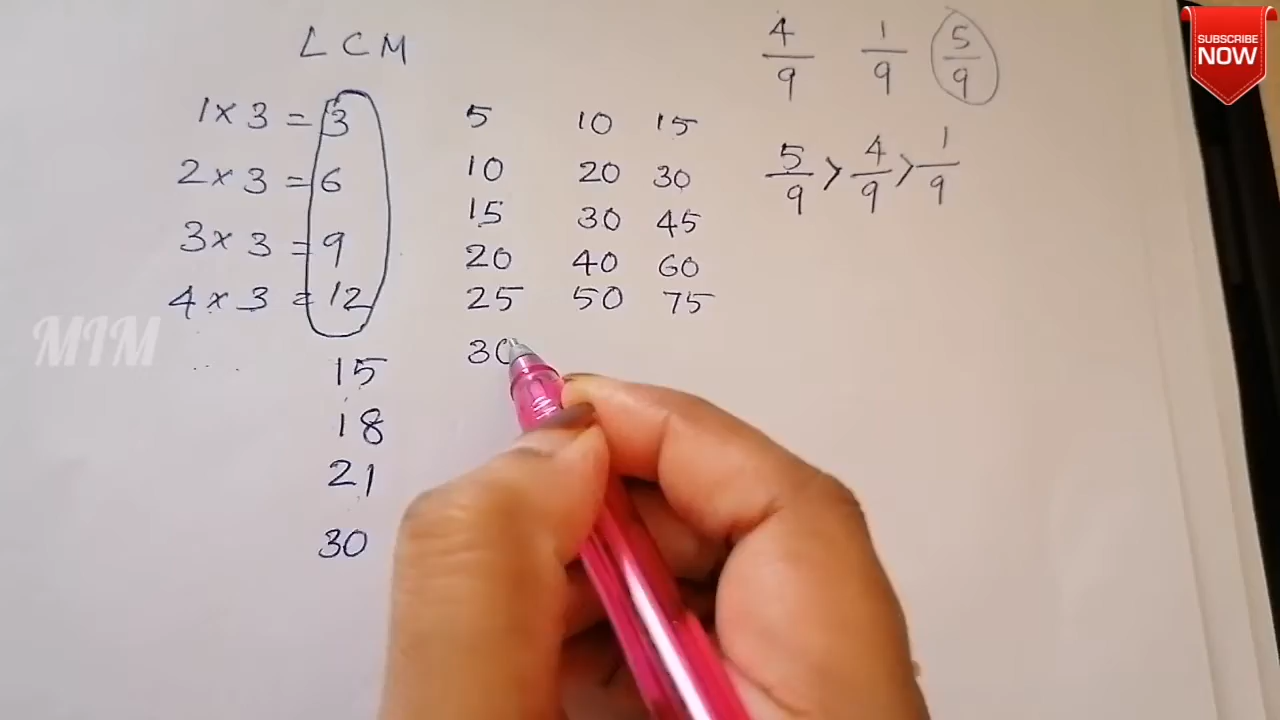 LCM
1 x 3 = 3
2 x 3 = 6
3 x 3 = 9
4 x 3 = 12
....
15
18
21
30
5 10 15
10 20 30
15 30 45
20 40 60
25 50 75
30
4/9 1/9 5/9
5/9 > 4/9 > 1/9
SUBSCRIBE
NOW
MIM